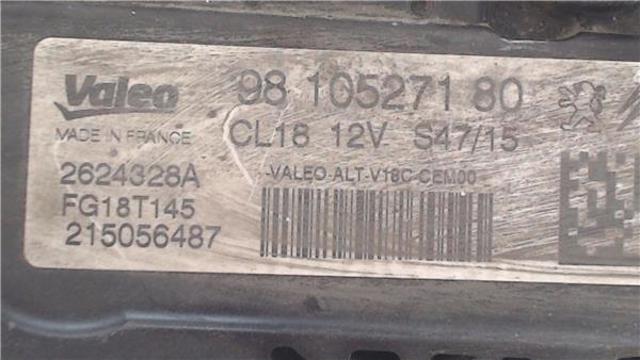 Valeo 98 105271 80
MADE IN FRANCE CL18 12V S47/15
2624328A VALEO-ALT-V18C-CEM00
FG18T145
215056487